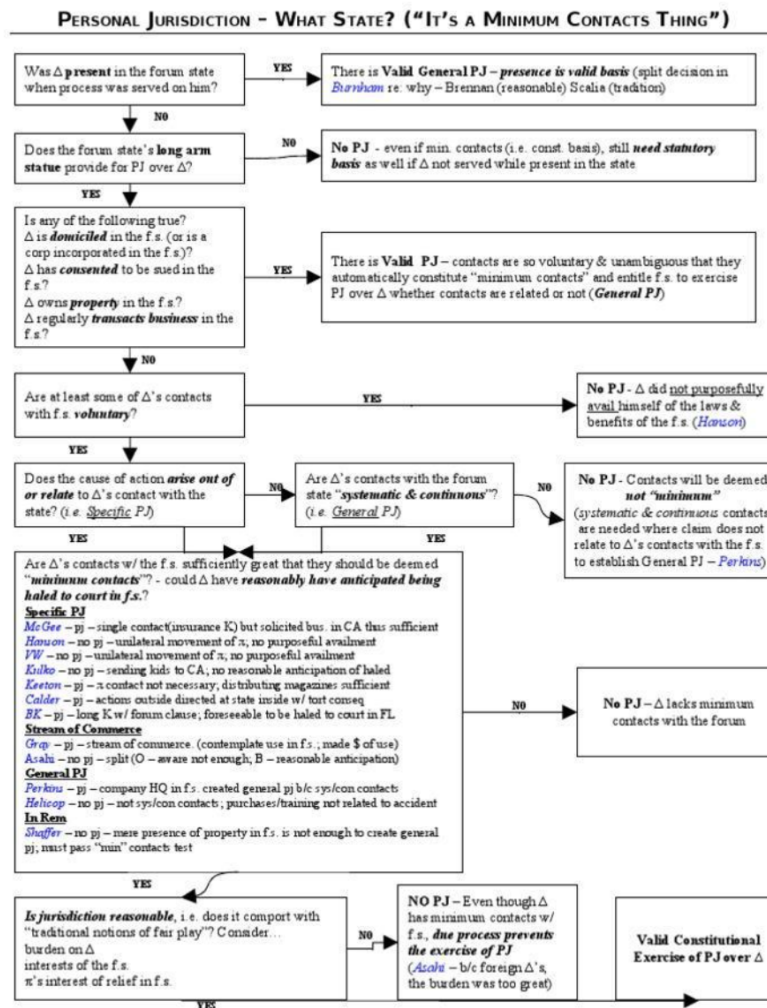 PERSONAL JURISDICTION – WHAT STATE? ("IT'S A MINIMUM CONTACTS THING")
Was Δ present in the forum state
when process was served on him?
YES
There is Valid General PJ – presence is valid basis (split decision in
Burnham re: why – Brennan (reasonable) Scalia (tradition)
NO
Does the forum state's long arm
statue provide for PJ over Δ?
NO
No PJ - even if min. contacts (i.e. const. basis), still need statutory
basis as well if Δ not served while present in the state
YES
Is any of the following true?
Δ is domiciled in the f.s. (or is a
corp incorporated in the f.s.)?
Δ has consented to be sued in the
f.s.?
Δ owns property in the f.s.?
Δ regularly transacts business in the
f.s.?
YES
There is Valid PJ – contacts are so voluntary & unambiguous that they
automatically constitute "minimum contacts" and entitle f.s. to exercise
PJ over Δ whether contacts are related or not (General PJ)
NO
Are at least some of Δ's contacts
with f.s. voluntary?
YES
No PJ - Δ did not purposefully
avail himself of the laws &
benefits of the f.s. (Hanson)
YES
Does the cause of action arise out of
or relate to Δ's contact with the
state? (i.e. Specific PJ)
NO
Are Δ's contacts with the forum
state "systematic & continuous"?
(i.e. General PJ)
NO
No PJ - Contacts will be deemed
not "minimum"
(systematic & continuous contacts
are needed where claim does not
relate to Δ's contacts with the f.s.
to establish General PJ – Perkins)
YES
YES
Are Δ's contacts w/ the f.s. sufficiently great that they should be deemed
"minimum contacts"? - could Δ have reasonably have anticipated being
haled to court in f.s.?
Specific PJ
McGee – pj – single contact(insurance K) but solicited bus. in CA thus sufficient
Hanson – no pj – unilateral movement of π; no purposeful availment
VW – no pj – unilateral movement of π; no purposeful availment
Kulko – no pj – sending kids to CA; no reasonable anticipation of haled
Keeton – pj – π contact not necessary; distributing magazines sufficient
Calder – pj – actions outside directed at state inside w/ tort conseq
BK – pj – long K w/ forum clause; foreseeable to be haled to court in FL
Stream of Commerce
Gray – pj – stream of commerce. (contemplate use in f.s.; made $ of use)
Asahi – no pj – split (O – aware not enough; B – reasonable anticipation)
General PJ
Perkins – pj – company HQ in f.s. created general pj b/c sys/con contacts
Helicop – no pj – not sys/con contacts; purchases/training not related to accident
In Rem
Shaffer – no pj – mere presence of property in f.s. is not enough to create general
pj; must pass "min" contacts test
NO
No PJ – Δ lacks minimum
contacts with the forum
YES
Is jurisdiction reasonable, i.e. does it comport with
"traditional notions of fair play"? Consider...
burden on Δ
interests of the f.s.
π's interest of relief in f.s.
NO
NO PJ – Even though Δ
has minimum contacts w/
f.s., due process prevents
the exercise of PJ
(Asahi – b/c foreign Δ's,
the burden was too great)
Valid Constitutional
Exercise of PJ over Δ
YES